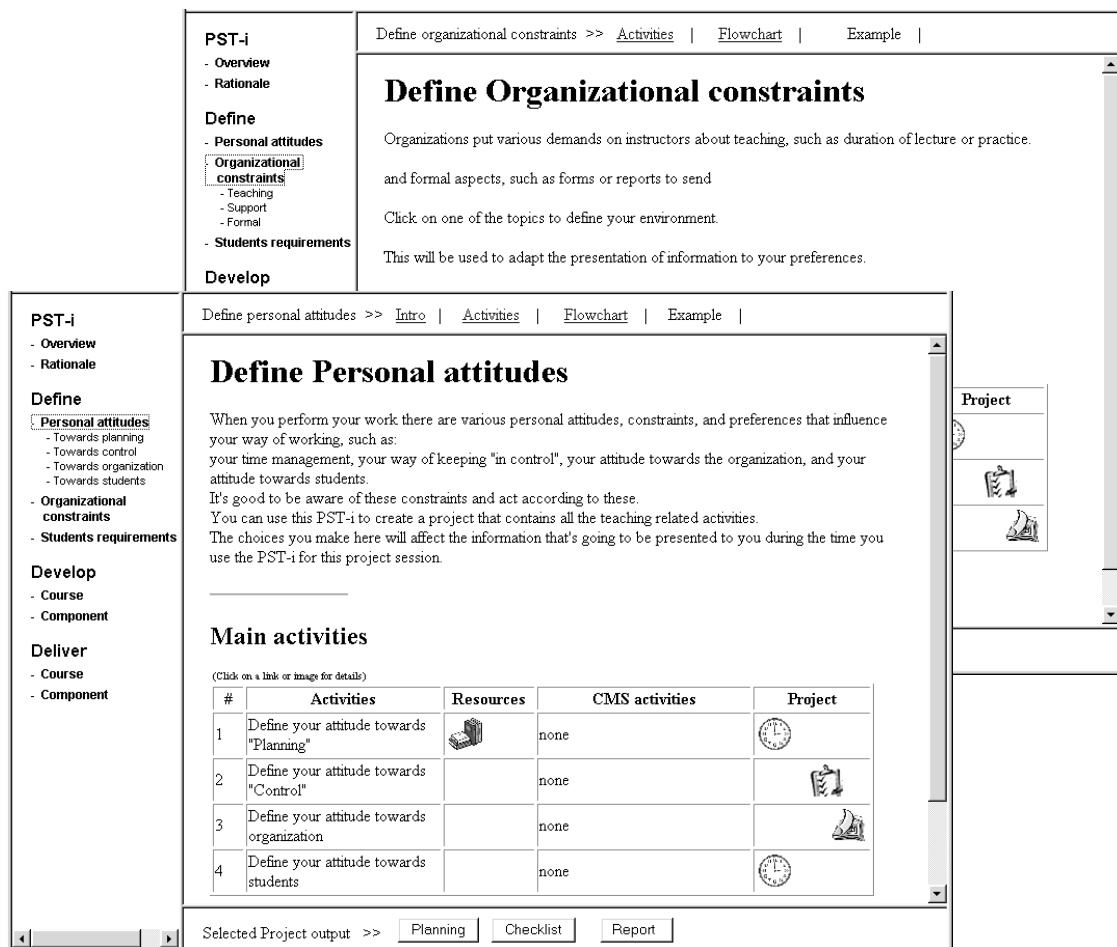 PST-i
- Overview
- Rationale
Define
- Personal attitudes
- Organizational
constraints
- Teaching
- Support
- Formal
- Students requirements
Develop
Define organizational constraints >> Activities | Flowchart | Example |
Define Organizational constraints
Organizations put various demands on instructors about teaching, such as duration of lecture or practice.
and formal aspects, such as forms or reports to send
Click on one of the topics to define your environment.
This will be used to adapt the presentation of information to your preferences.
Project
PST-i
- Overview
- Rationale
Define
- Personal attitudes
- Towards planning
- Towards control
- Towards organization
- Towards students
- Organizational
constraints
- Students requirements
Develop
- Course
- Component
Deliver
- Course
- Component
Define personal attitudes >> Intro | Activities | Flowchart | Example |
Define Personal attitudes
When you perform your work there are various personal attitudes, constraints, and preferences that influence
your way of working, such as:
your time management, your way of keeping "in control", your attitude towards the organization, and your
attitude towards students.
It's good to be aware of these constraints and act according to these.
You can use this PST-i to create a project that contains all the teaching related activities.
The choices you make here will affect the information that's going to be presented to you during the time you
use the PST-i for this project session.
Main activities
(Click on a link or image for details)
# Activities Resources CMS activities Project
1 Define your attitude towards
"Planning" none
2 Define your attitude towards
"Control" none
3 Define your attitude towards
organization none
4 Define your attitude towards
students none
Selected Project output >> Planning Checklist Report